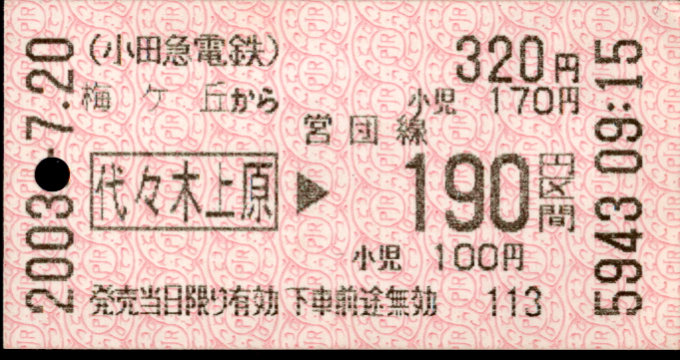 (小田急電鉄)
320円
梅ケ丘から
小児 170円
営団線
代々木上原 ▶ 190円区間
小児 100円
発売当日限り有効 下車前途無効 113
2003-7.20
5943 09:15